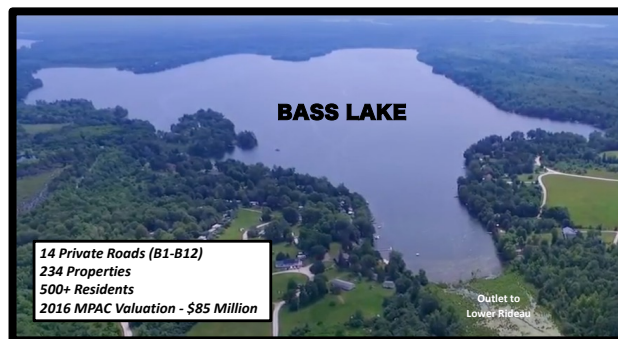 BASS LAKE
14 Private Roads (B1-B12)
234 Properties
500+ Residents
2016 MPAC Valuation - $85 Million
Outlet to
Lower Rideau